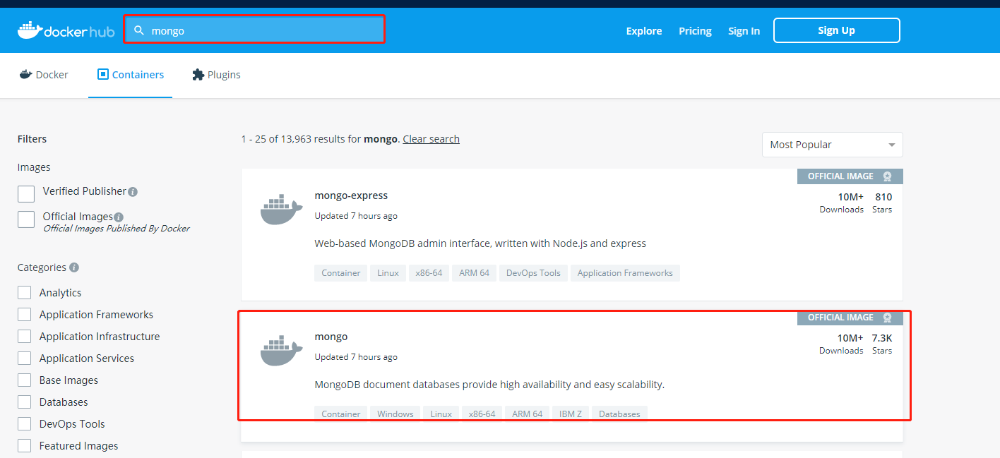 dockerhub mongo Explore Pricing Sign In Sign Up
Docker Containers Plugins
Filters
Images
Verified Publisher
Official Images
Official Images Published By Docker
Categories
Analytics
Application Frameworks
Application Infrastructure
Application Services
Base Images
Databases
DevOps Tools
Featured Images
1 - 25 of 13,963 results for mongo. Clear search
Most Popular
OFFICIAL IMAGE
mongo-express
Updated 7 hours ago
10M+ 810
Downloads Stars
Web-based MongoDB admin interface, written with Node.js and express
Container Linux x86-64 ARM 64 DevOps Tools Application Frameworks
OFFICIAL IMAGE
mongo
Updated 7 hours ago
10M+ 7.3K
Downloads Stars
MongoDB document databases provide high availability and easy scalability.
Container Windows Linux x86-64 ARM 64 IBM Z Databases